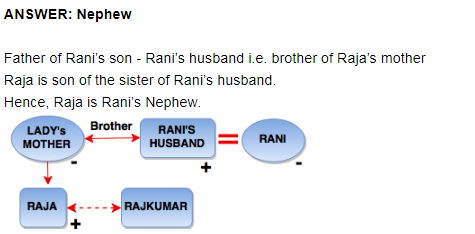 ANSWER: Nephew
Father of Rani's son - Rani's husband i.e. brother of Raja's mother
Raja is son of the sister of Rani's husband.
Hence, Raja is Rani's Nephew.
LADY's
MOTHER
Brother
RANI'S
HUSBAND
=
RANI
-
+
-
RAJA
RAJKUMAR
+